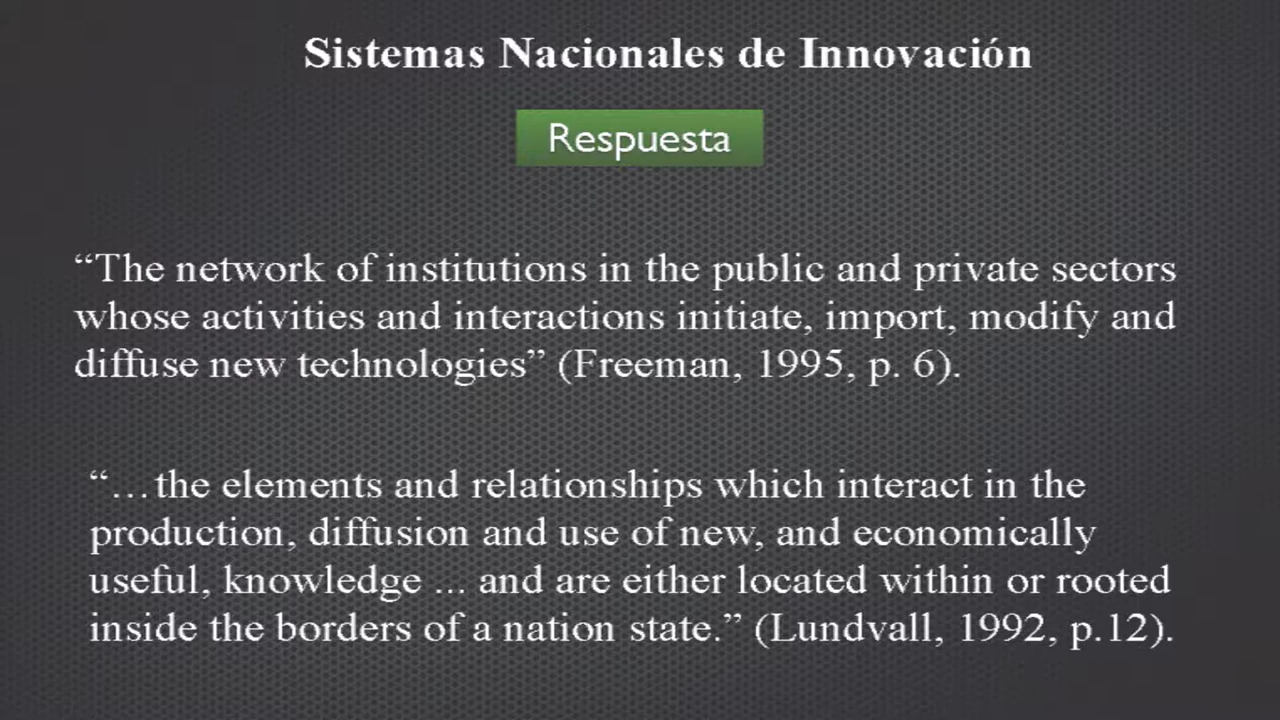 Sistemas Nacionales de Innovación
Respuesta
“The network of institutions in the public and private sectors
whose activities and interactions initiate, import, modify and
diffuse new technologies” (Freeman, 1995, p. 6).
“…the elements and relationships which interact in the
production, diffusion and use of new, and economically
useful, knowledge ... and are either located within or rooted
inside the borders of a nation state.” (Lundvall, 1992, p.12).